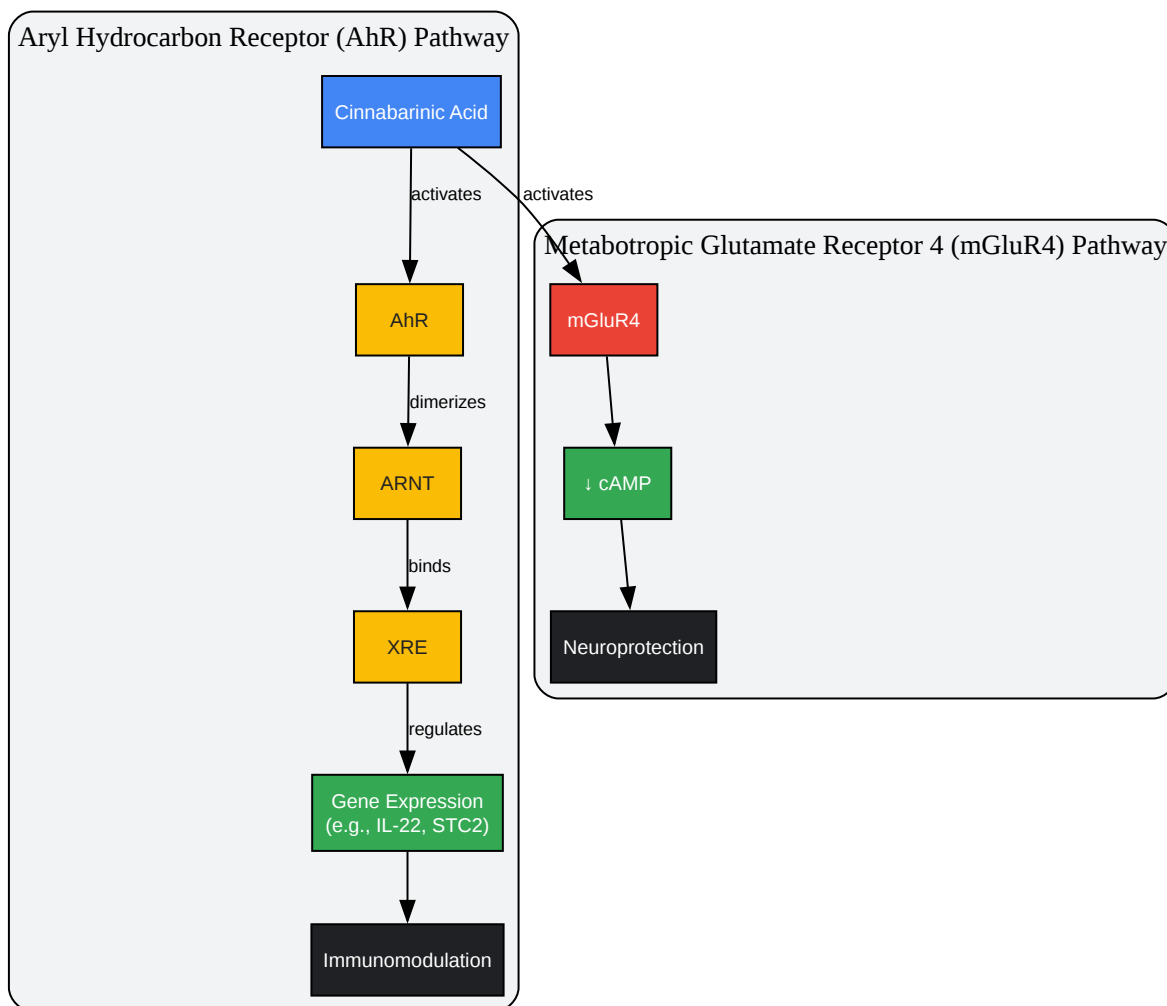 Aryl Hydrocarbon Receptor (AhR) Pathway
Cinnabarinic Acid
activates
activates
Metabotropic Glutamate Receptor 4 (mGluR4) Pathway
AhR
mGluR4
dimerizes
ARNT
↓ cAMP
binds
XRE
Neuroprotection
regulates
Gene Expression
(e.g., IL-22, STC2)
Immunomodulation